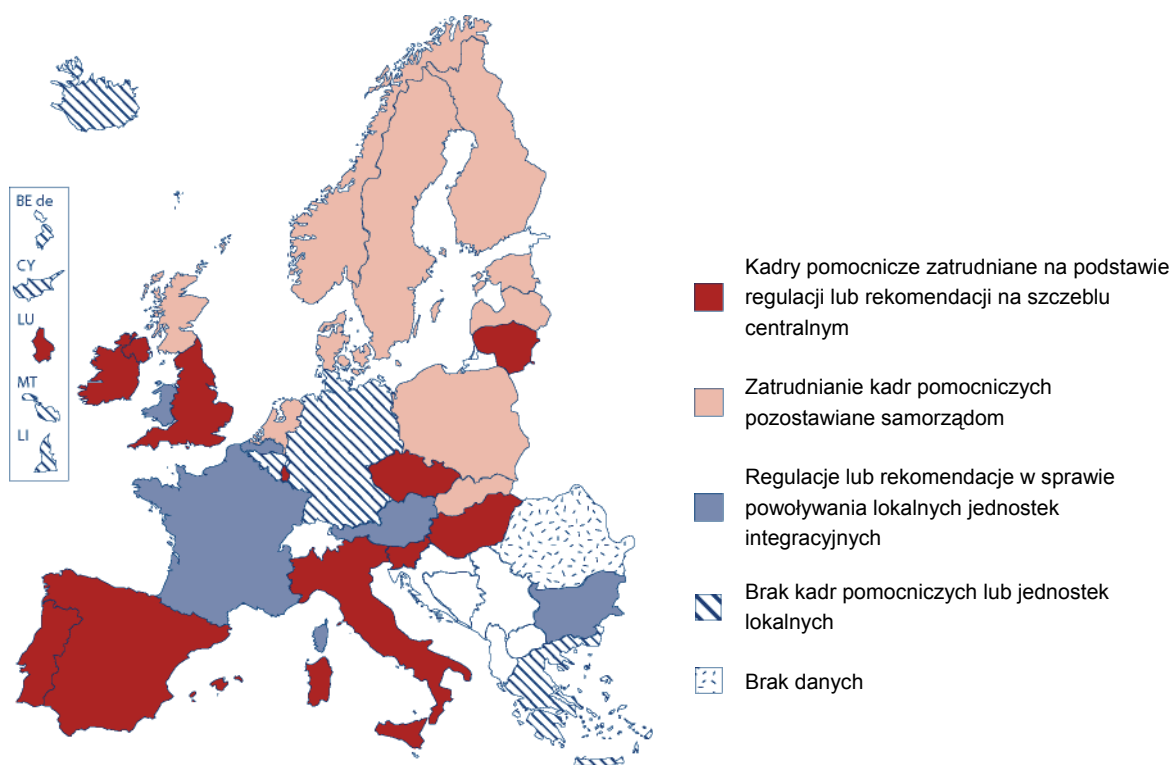 BE de
CY
LU
MT
LI
Kadry pomocnicze zatrudniane na podstawie
regulacji lub rekomendacji na szczeblu
centralnym
Zatrudnianie kadr pomocniczych
pozostawiane samorządom
Regulacje lub rekomendacje w sprawie
powoływania lokalnych jednostek
integracyjnych
Brak kadr pomocniczych lub jednostek
lokalnych
Brak danych